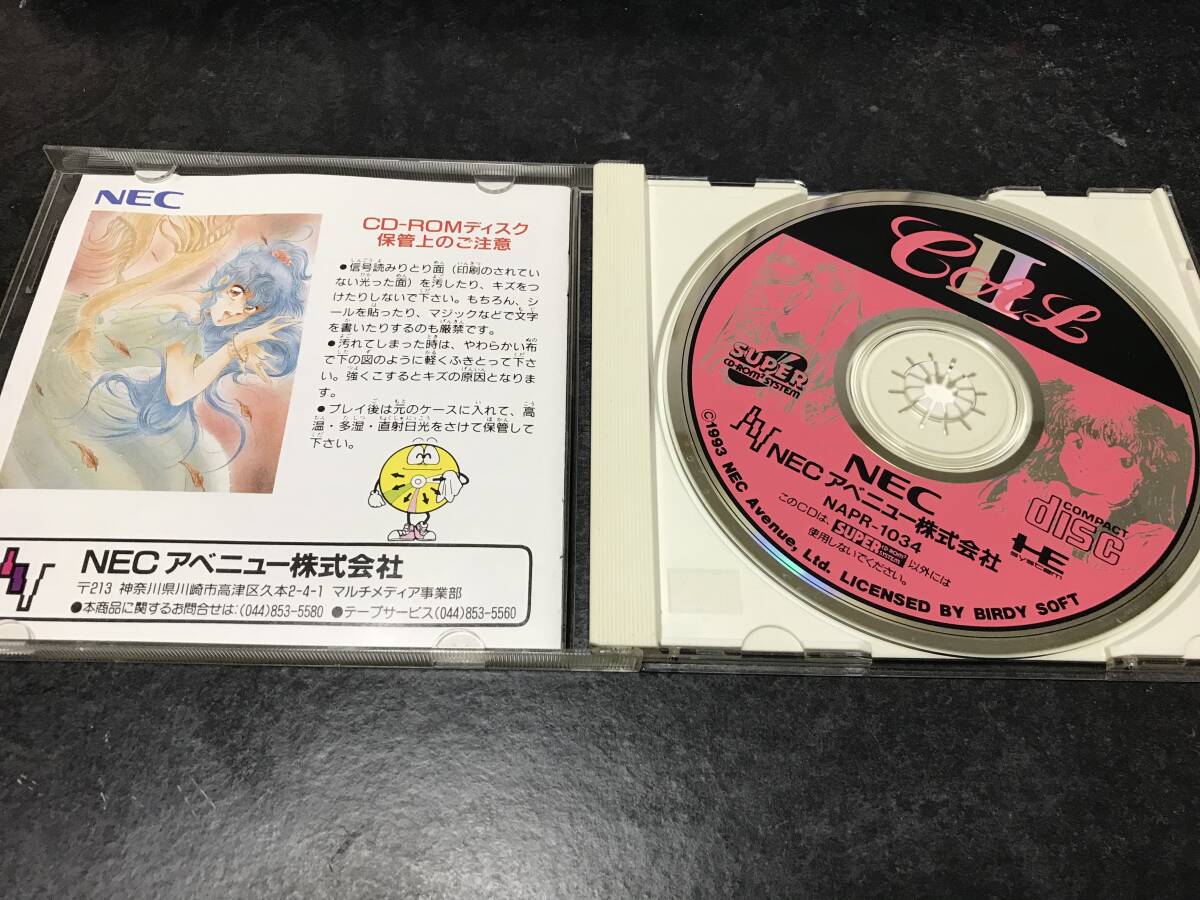 NEC
CD-ROMディスク
保管上のご注意
●信号読みとり面(印刷のされてい
ない光った面)を汚したり、キズをつ
けたりしないで下さい。もちろん、シ
ールを貼ったり、マジックなどで文字
を書いたりするのも厳禁です。
●汚れてしまった時は、やわらかい布
で下の図のように軽くふきとって下さ
い。強くこするとキズの原因となりま
す。
●プレイ後は元のケースに入れて、高
温・多湿・直射日光をさけて保管して
下さい。
NECアベニュー株式会社
〒213 神奈川県川崎市高津区久本2-4-1 マルチメディア事業部
●本商品に関するお問合せは:(044)853-5580 ●テープサービス(044)853-5560
CAL II
SUPER
CD-ROM² SYSTEM
NEC
NECアベニュー株式会社
NAPR-1034
このCDは、SUPER CD-ROM² SYSTEM 以外には
使用しないでください。
COMPACT
disc
HE
SYSTEM
©1993 NEC Avenue, Ltd. LICENSED BY BIRDY SOFT